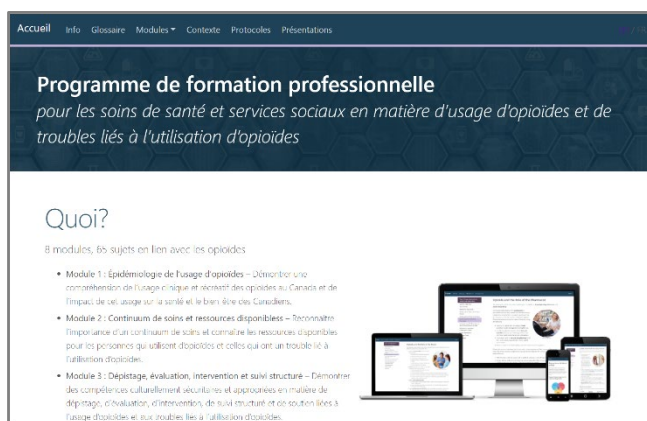 Accueil Info Glossaire Modules Contexte Protocoles Présentations
Programme de formation professionnelle
pour les soins de santé et services sociaux en matière d'usage d'opioïdes et de
troubles liés à l'utilisation d'opioïdes
Quoi?
8 modules, 65 sujets en lien avec les opioïdes
• Module 1 : Épidémiologie de l'usage d'opioïdes – Démontrer une
compréhension de l'usage clinique et récréatif des opioïdes au Canada et de
l'impact de cet usage sur la santé et le bien être des Canadiens.
• Module 2 : Continuum de soins et ressources disponibless – Reconnaître
l'importance d'un continuum de soins et connaître les ressources disponibles
pour les personnes qui utilisent d'opioïdes et celles qui ont un trouble lié à
l'utilisation d'opioïdes.
• Module 3 : Dépistage, évaluation, intervention et suivi structuré – Démontrer
des compétences culturellement sécuritaires et appropriées en matière de
dépistage, d'évaluation, d'intervention, de suivi structuré et de soutien liées à
l'usage d'opioïdes et aux troubles liés à l'utilisation d'opioïdes.